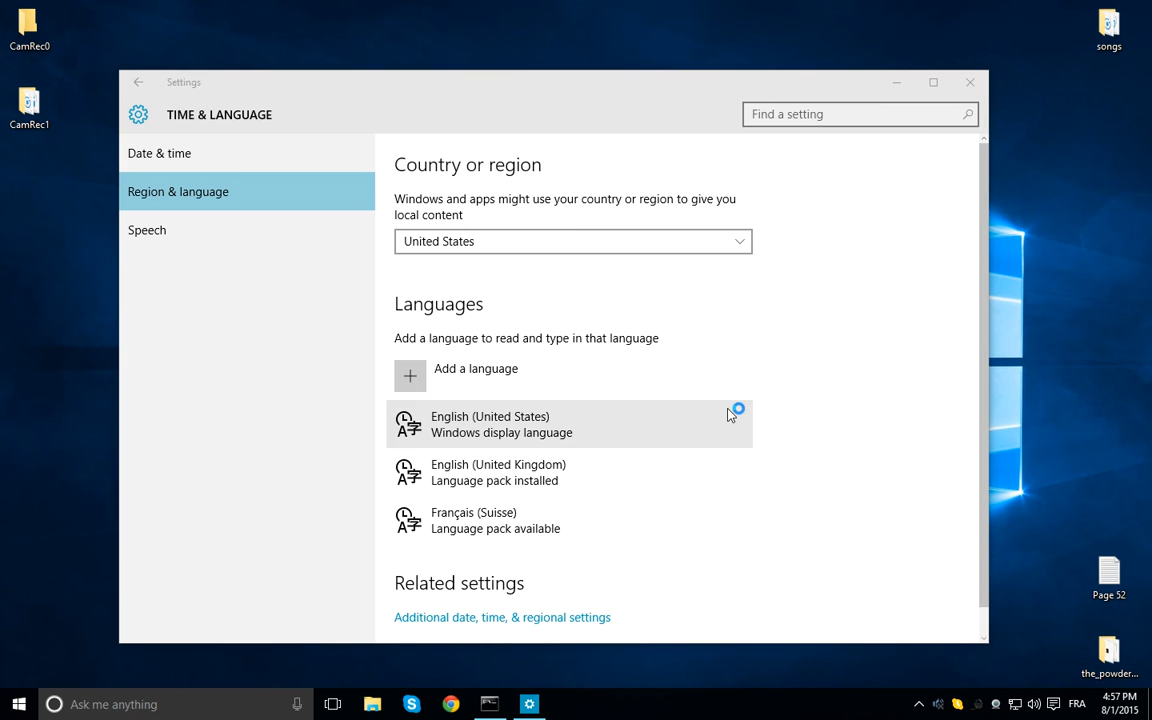 CamRec0
songs
CamRec1
Settings
TIME & LANGUAGE
Find a setting
Date & time
Region & language
Speech
Country or region
Windows and apps might use your country or region to give you
local content
United States
Languages
Add a language to read and type in that language
Add a language
English (United States)
Windows display language
English (United Kingdom)
Language pack installed
Français (Suisse)
Language pack available
Related settings
Additional date, time, & regional settings
Page 52
the_powder...
Ask me anything
FRA
4:57 PM
8/1/2015